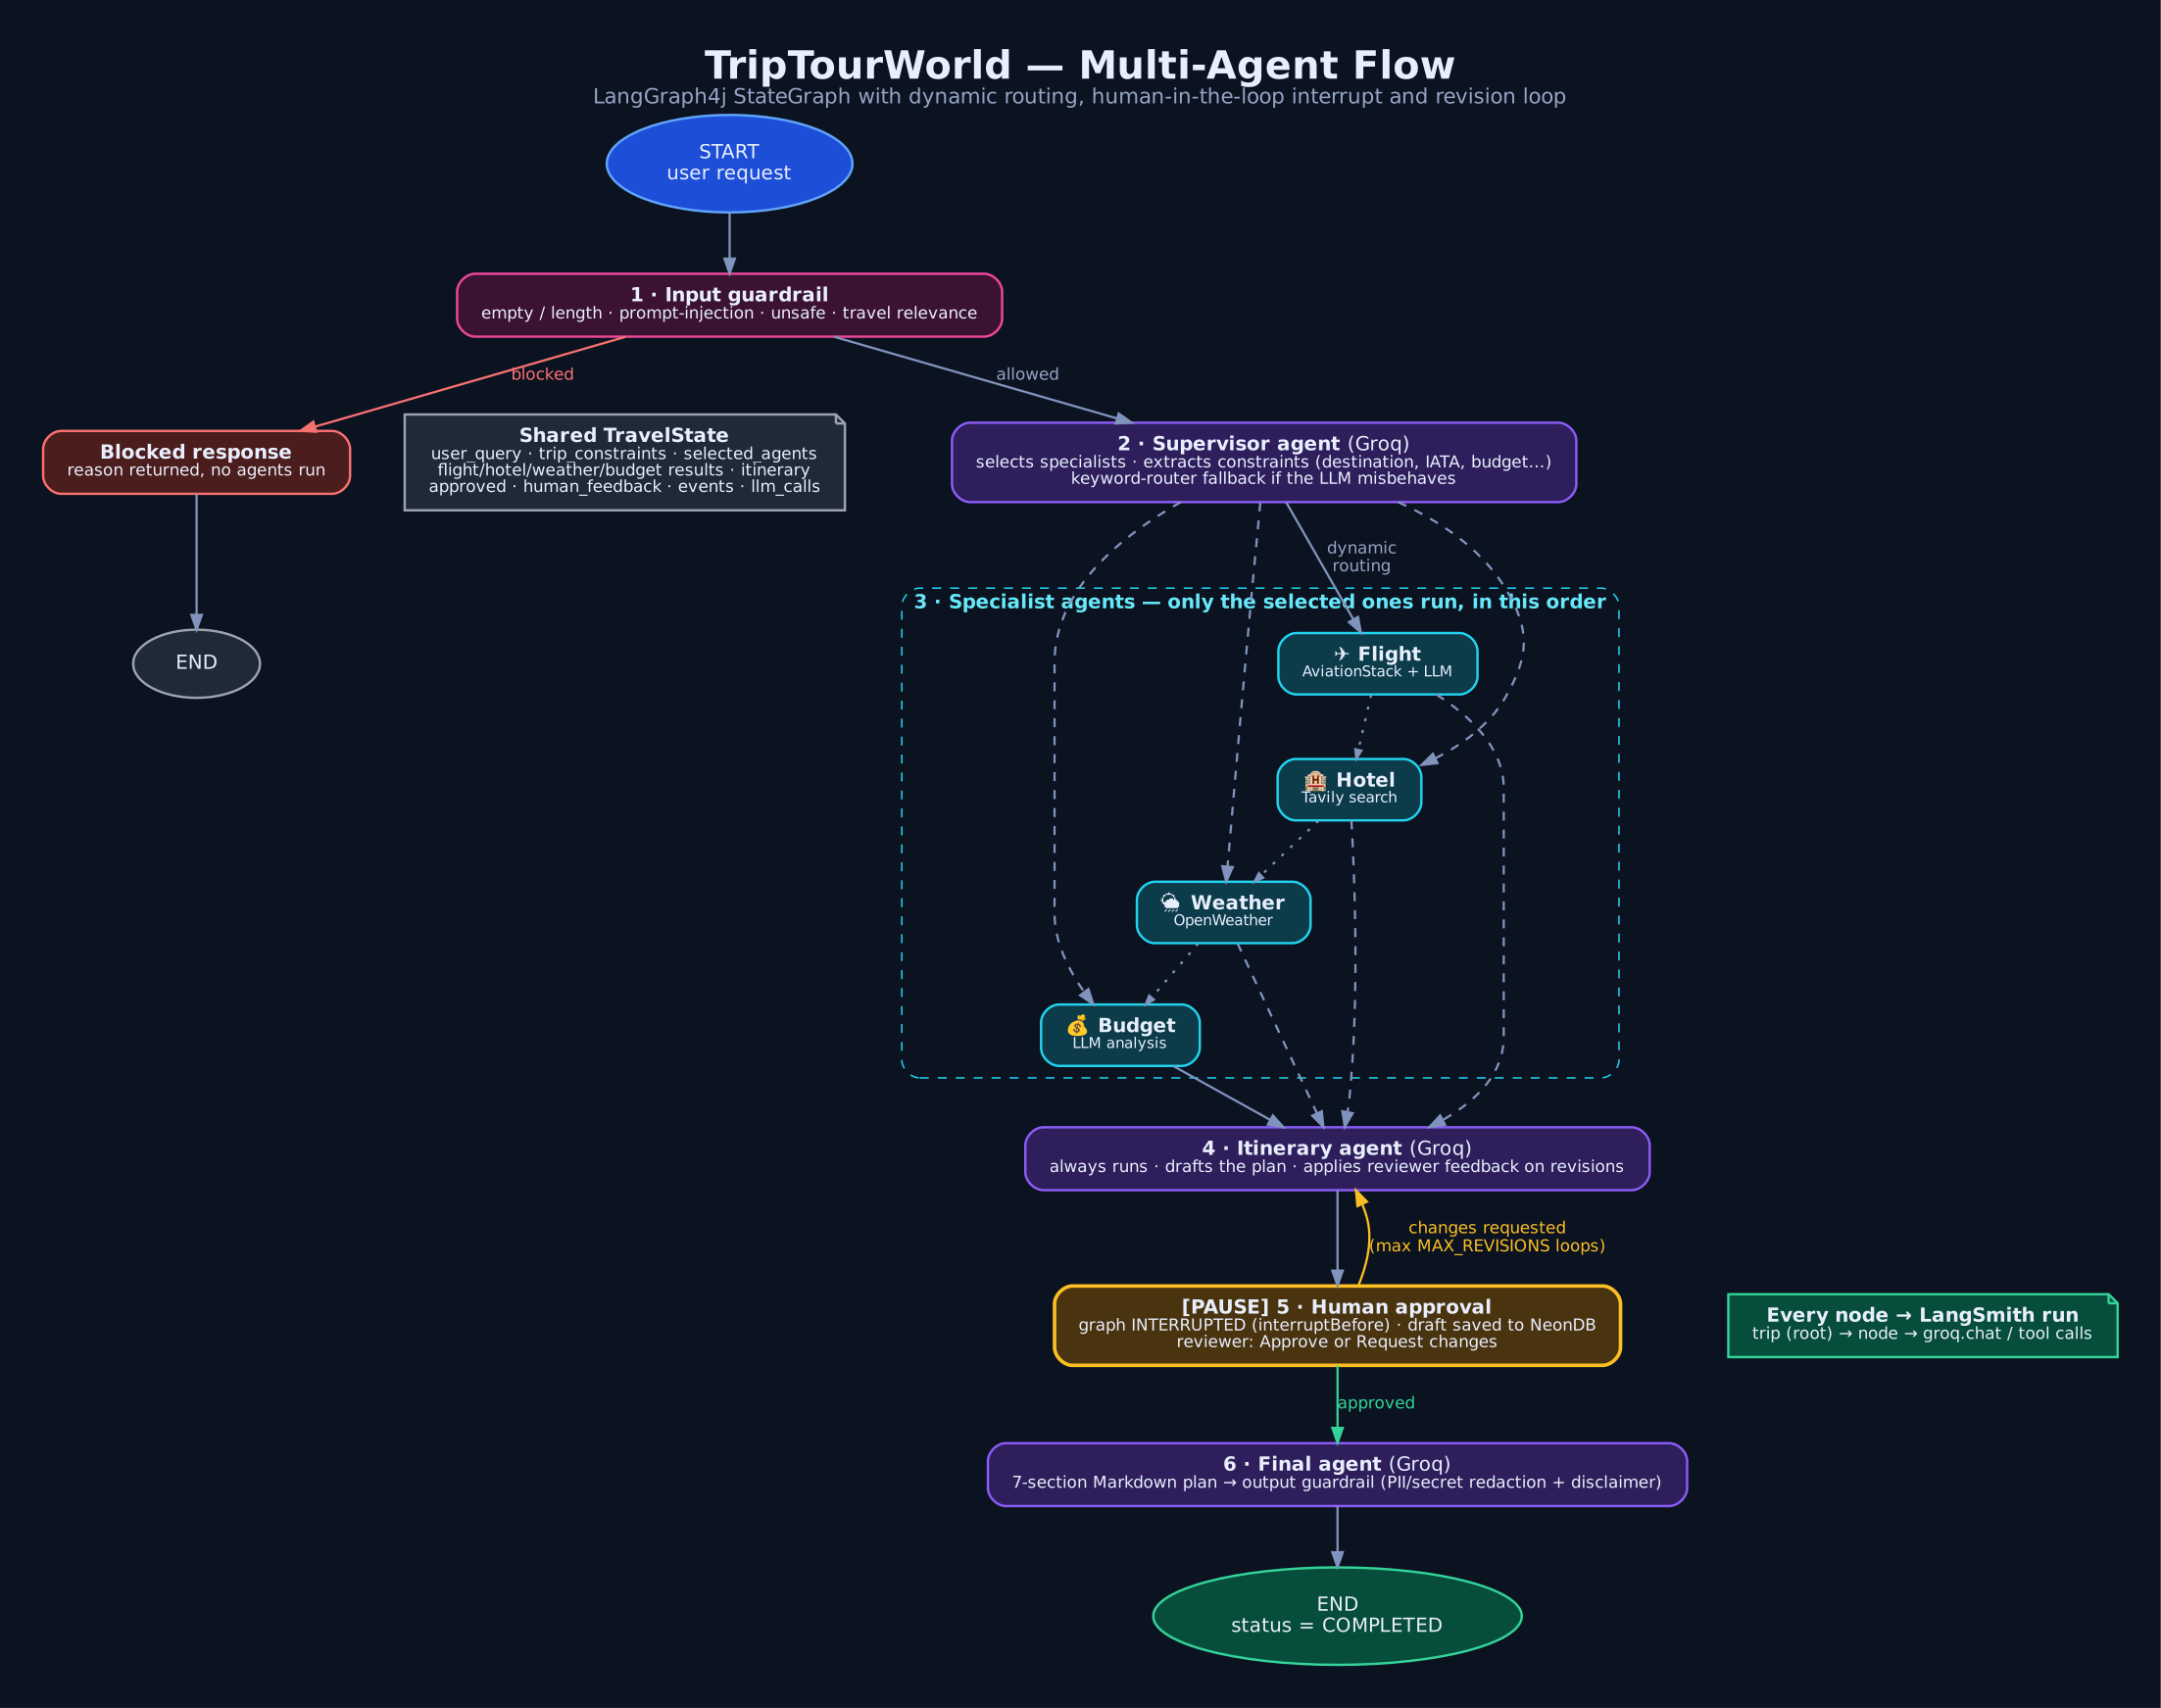 TripTourWorld — Multi-Agent Flow
LangGraph4j StateGraph with dynamic routing, human-in-the-loop interrupt and revision loop
START
user request
1 · Input guardrail
empty / length · prompt-injection · unsafe · travel relevance
blocked
allowed
Blocked response
reason returned, no agents run
Shared TravelState
user_query · trip_constraints · selected_agents
flight/hotel/weather/budget results · itinerary
approved · human_feedback · events · llm_calls
2 · Supervisor agent (Groq)
selects specialists · extracts constraints (destination, IATA, budget…)
keyword-router fallback if the LLM misbehaves
END
dynamic
routing
3 · Specialist agents — only the selected ones run, in this order
✈ Flight
AviationStack + LLM
🏨 Hotel
Tavily search
🌦 Weather
OpenWeather
💰 Budget
LLM analysis
4 · Itinerary agent (Groq)
always runs · drafts the plan · applies reviewer feedback on revisions
changes requested
(max MAX_REVISIONS loops)
[PAUSE] 5 · Human approval
graph INTERRUPTED (interruptBefore) · draft saved to NeonDB
reviewer: Approve or Request changes
Every node → LangSmith run
trip (root) → node → groq.chat / tool calls
approved
6 · Final agent (Groq)
7-section Markdown plan → output guardrail (PII/secret redaction + disclaimer)
END
status = COMPLETED